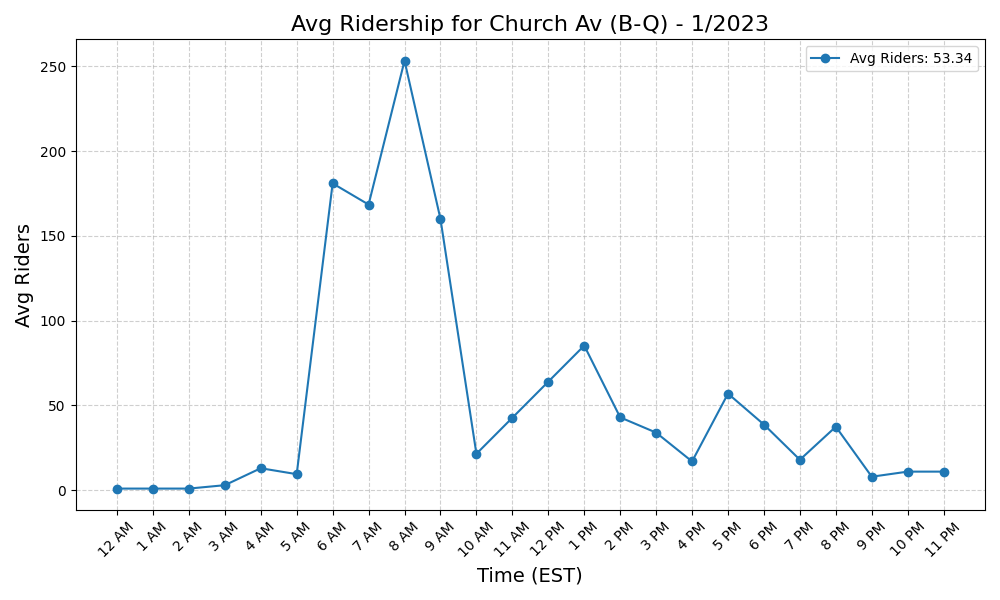 Avg Ridership for Church Av (B-Q) - 1/2023
Avg Riders: 53.34
Avg Riders
250
200
150
100
50
0
12 AM
1 AM
2 AM
3 AM
4 AM
5 AM
6 AM
7 AM
8 AM
9 AM
10 AM
11 AM
12 PM
1 PM
2 PM
3 PM
4 PM
5 PM
6 PM
7 PM
8 PM
9 PM
10 PM
11 PM
Time (EST)